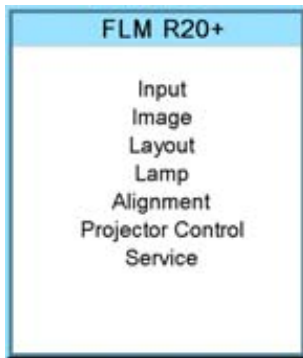 FLM R20+
Input
Image
Layout
Lamp
Alignment
Projector Control
Service